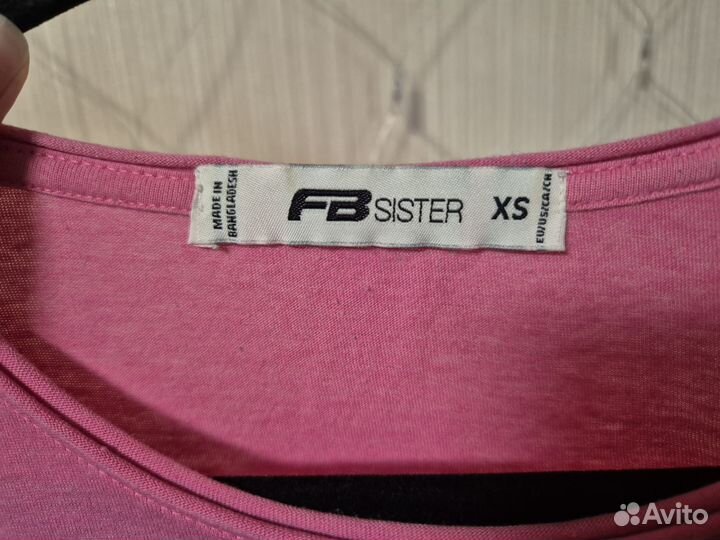 MADE IN
BANGLADESH
FB SISTER XS
EU/US/CA/CN
Avito